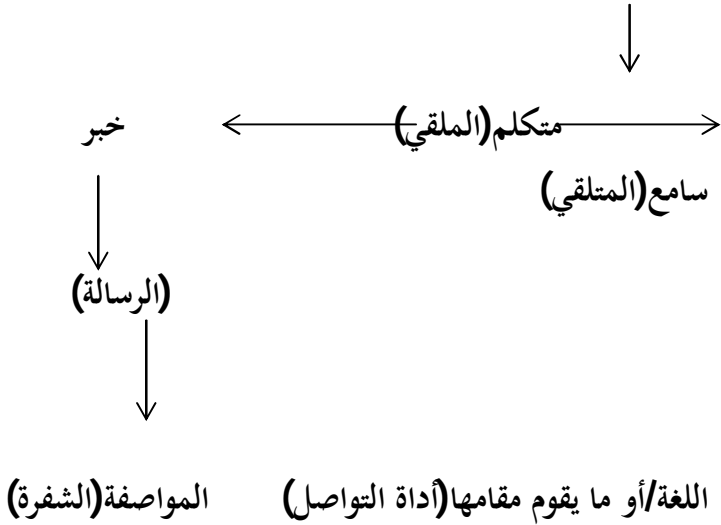 متكلم(الملقي) خبر
سامع(المتلقي)
(الرسالة)
اللغة/أو ما يقوم مقامها(أداة التواصل) المواصفة(الشفرة)